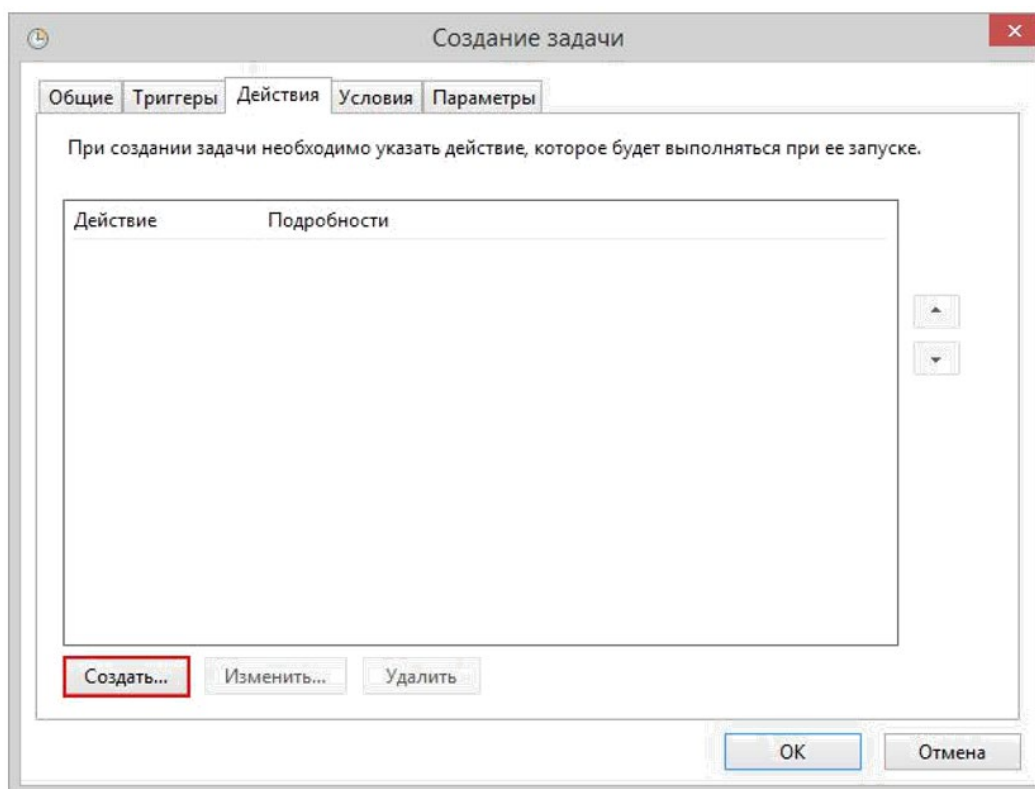 Создание задачи
Общие Триггеры Действия Условия Параметры
При создании задачи необходимо указать действие, которое будет выполняться при ее запуске.
Действие Подробности
Создать... Изменить... Удалить
ОК Отмена